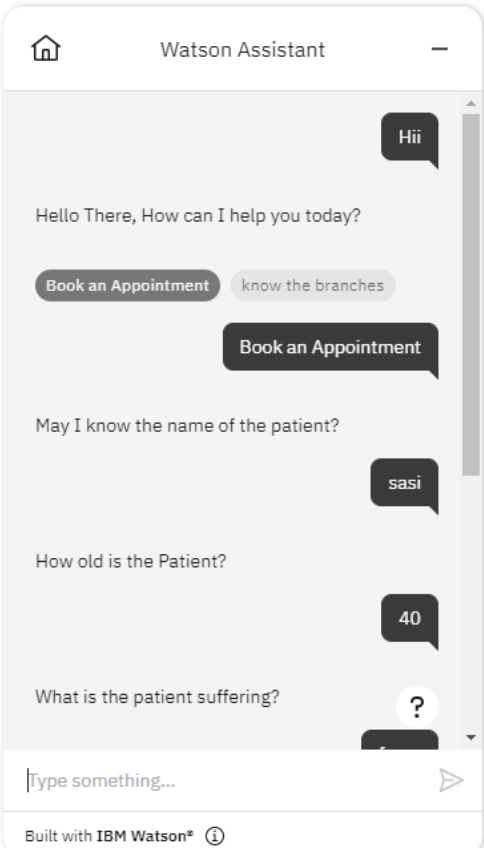 Watson Assistant
Hii
Hello There, How can I help you today?
Book an Appointment know the branches
Book an Appointment
May I know the name of the patient?
sasi
How old is the Patient?
40
What is the patient suffering?
?
Type something...
Built with IBM Watson®